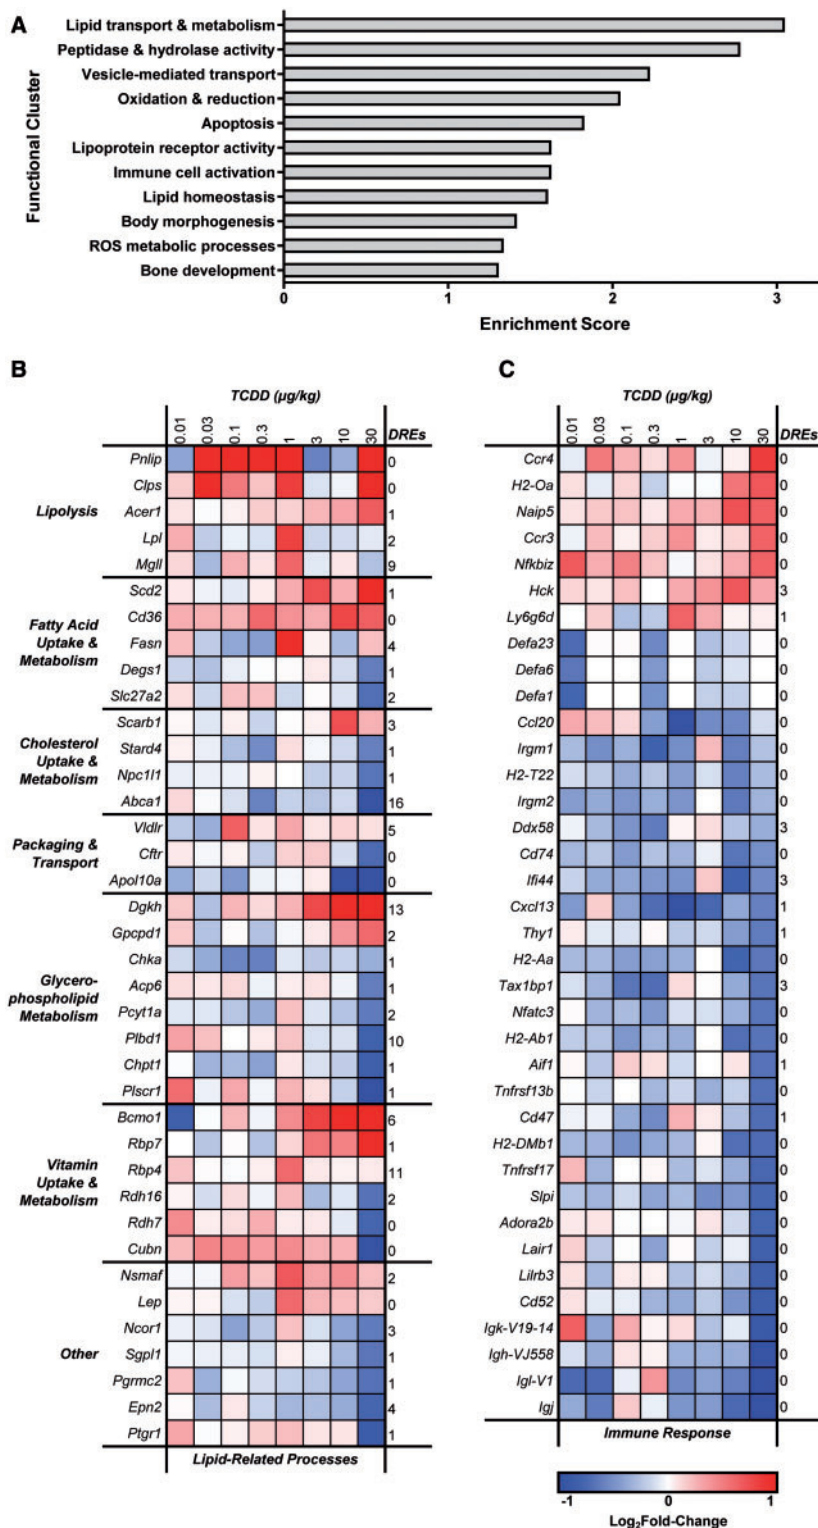 A
Functional Cluster
Lipid transport & metabolism
Peptidase & hydrolase activity
Vesicle-mediated transport
Oxidation & reduction
Apoptosis
Lipoprotein receptor activity
Immune cell activation
Lipid homeostasis
Body morphogenesis
ROS metabolic processes
Bone development
0 1 2 3
Enrichment Score
B
TCDD (µg/kg)
0.01 0.03 0.1 0.3 1 3 10 30 DREs
Lipolysis
Pnlip 0
Clps 0
Acer1 1
Lpl 2
Mgll 9
Fatty Acid
Uptake &
Metabolism
Scd2 1
Cd36 0
Fasn 4
Degs1 1
Slc27a2 2
Cholesterol
Uptake &
Metabolism
Scarb1 3
Stard4 1
Npc1l1 1
Abca1 16
Packaging &
Transport
Vldlr 5
Cftr 0
Apol10a 0
Glycero-
phospholipid
Metabolism
Dgkh 13
Gpcpd1 2
Chka 1
Acp6 1
Pcyt1a 2
Plbd1 10
Chpt1 1
Plscr1 1
Vitamin
Uptake &
Metabolism
Bcmo1 6
Rbp7 1
Rbp4 11
Rdh16 2
Rdh7 0
Cubn 0
Other
Nsmaf 2
Lep 0
Ncor1 3
Sgpl1 1
Pgrmc2 1
Epn2 4
Ptgr1 1
Lipid-Related Processes
C
TCDD (µg/kg)
0.01 0.03 0.1 0.3 1 3 10 30 DREs
Ccr4 0
H2-Oa 0
Naip5 0
Ccr3 0
Nfkbiz 0
Hck 3
Ly6g6d 1
Defa23 0
Defa6 0
Defa1 0
Ccl20 0
Irgm1 0
H2-T22 0
Irgm2 0
Ddx58 3
Cd74 0
Ifi44 3
Cxcl13 1
Thy1 1
H2-Aa 0
Tax1bp1 3
Nfatc3 0
H2-Ab1 0
Aif1 1
Tnfrsf13b 0
Cd47 1
H2-DMb1 0
Tnfrsf17 0
Slpi 0
Adora2b 0
Lair1 0
Lilrb3 0
Cd52 0
Igk-V19-14 0
Igh-VJ558 0
Igl-V1 0
Igj 0
Immune Response
-1 0 1
Log2Fold-Change